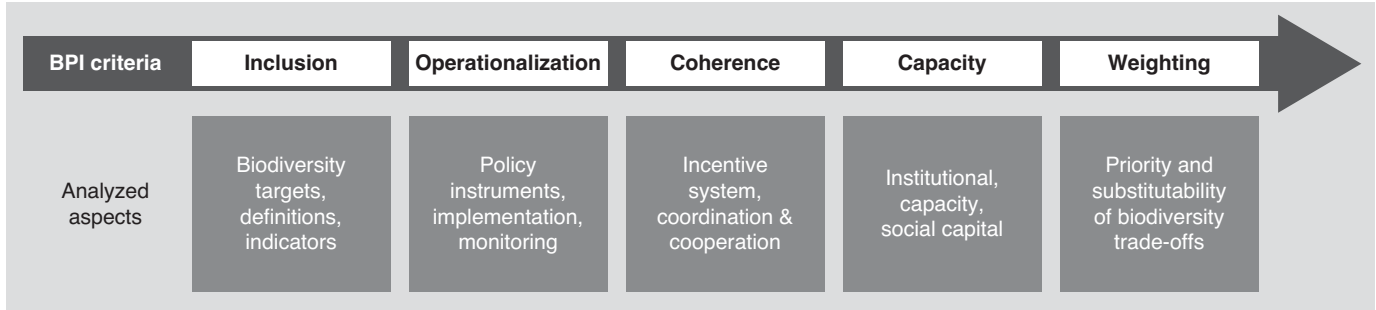 BPI criteria
Inclusion
Operationalization
Coherence
Capacity
Weighting
Analyzed
aspects
Biodiversity
targets,
definitions,
indicators
Policy
instruments,
implementation,
monitoring
Incentive
system,
coordination &
cooperation
Institutional,
capacity,
social capital
Priority and
substitutability
of biodiversity
trade-offs